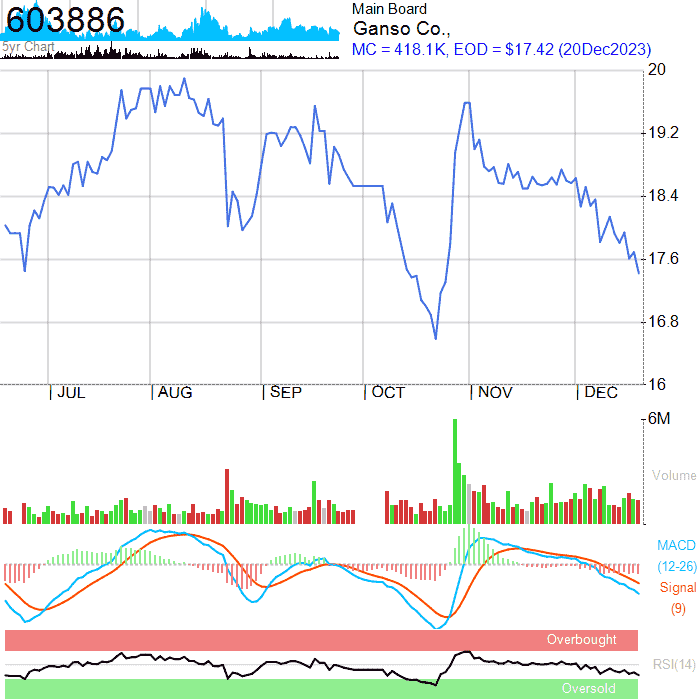 603886
5yr Chart
Main Board
Ganso Co.,
MC = 418.1K, EOD = $17.42 (20Dec2023)
20
19.2
18.4
17.6
16.8
16
JUL
AUG
SEP
OCT
NOV
DEC
6M
Volume
MACD
(12-26)
Signal
(9)
Overbought
RSI(14)
Oversold